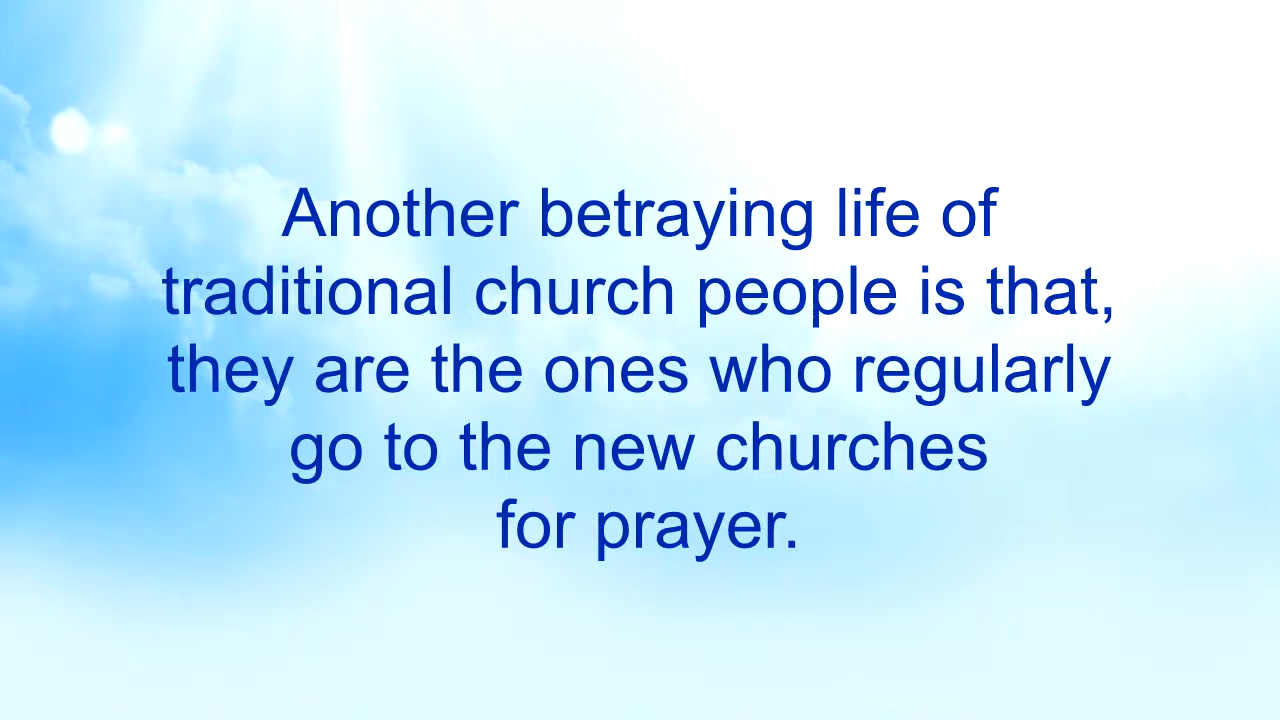 Another betraying life of
traditional church people is that,
they are the ones who regularly
go to the new churches
for prayer.